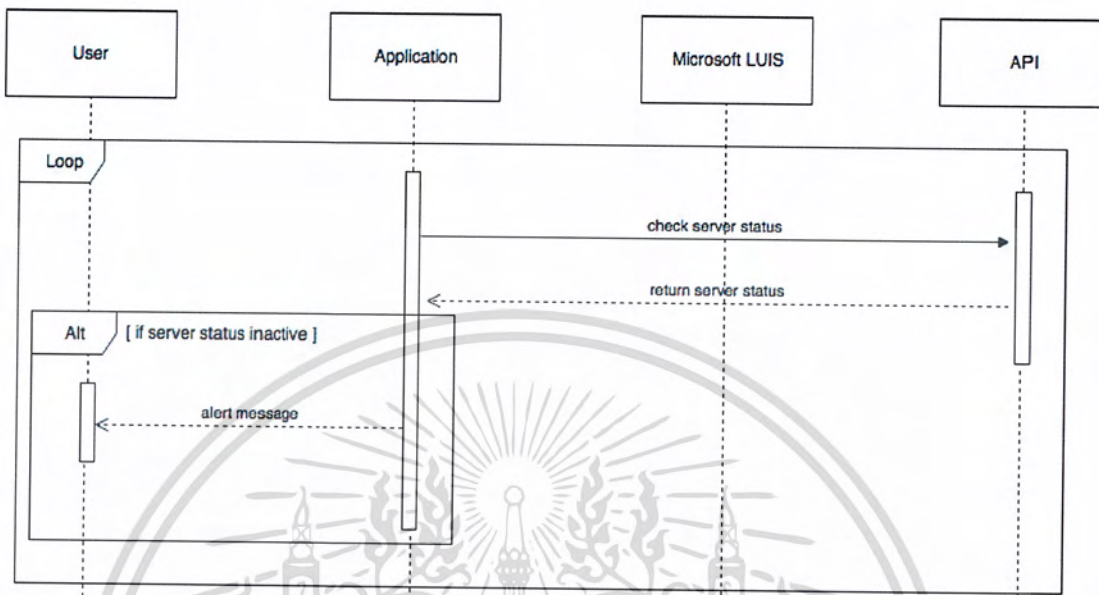 User
Application
Microsoft LUIS
API
Loop
check server status
return server status
Alt
[ if server status inactive ]
alert message